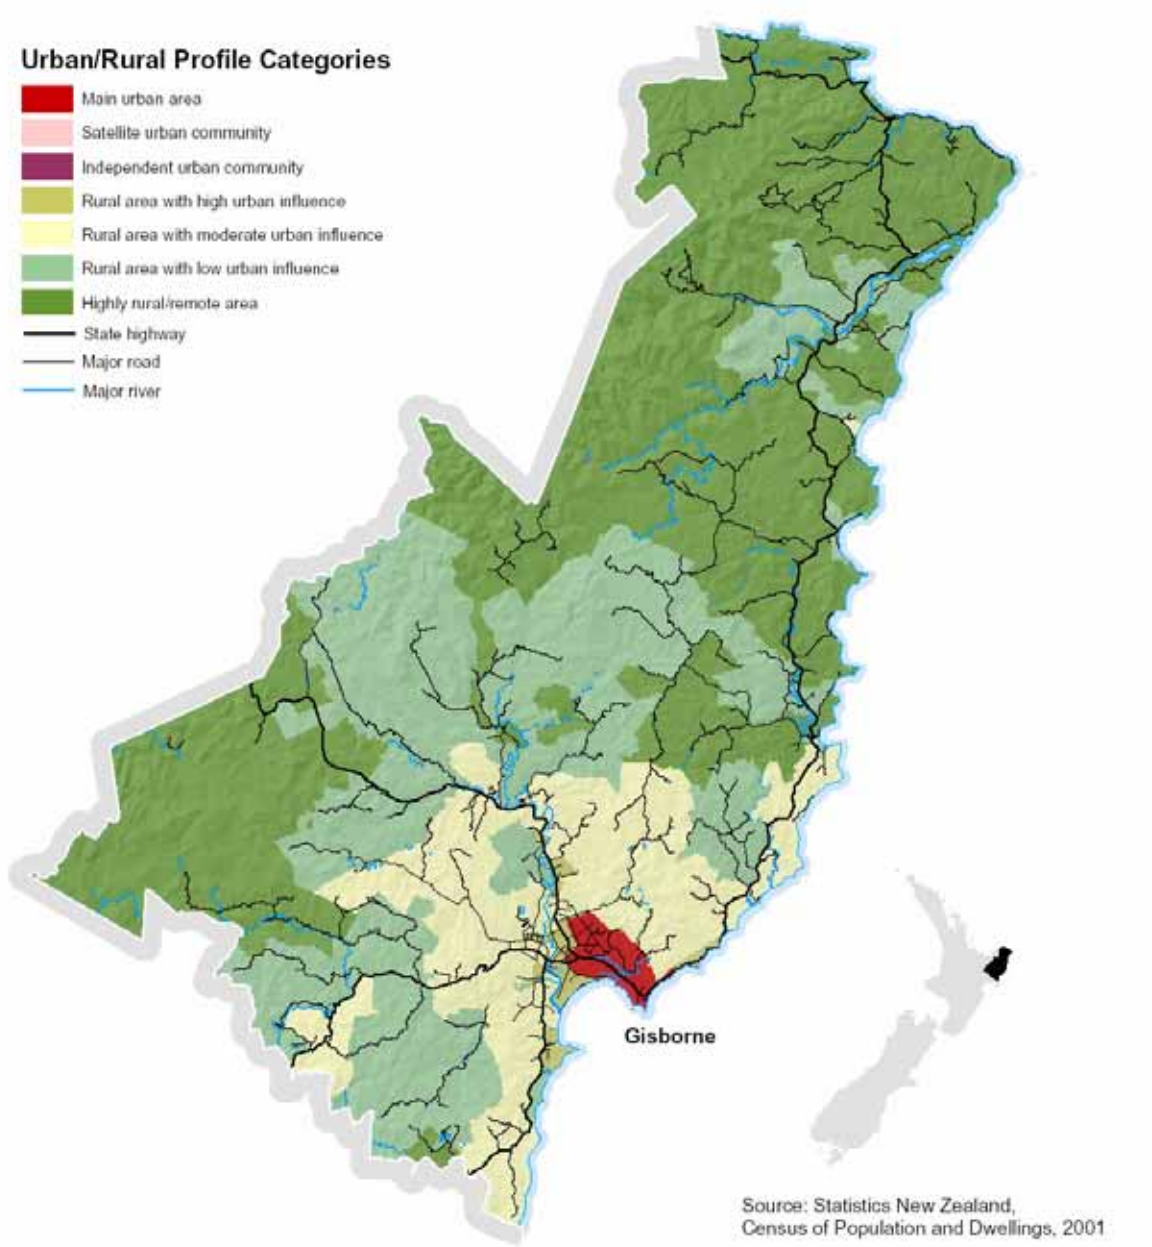 Urban/Rural Profile Categories
Main urban area
Satellite urban community
Independent urban community
Rural area with high urban influence
Rural area with moderate urban influence
Rural area with low urban influence
Highly rural/remote area
State highway
Major road
Major river
Gisborne
Source: Statistics New Zealand,
Census of Population and Dwellings, 2001